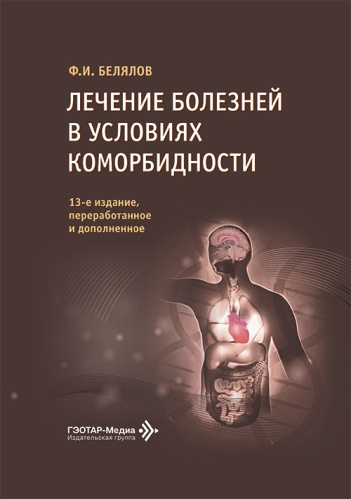 Ф.И. БЕЛЯЛОВ
ЛЕЧЕНИЕ БОЛЕЗНЕЙ
В УСЛОВИЯХ
КОМОРБИДНОСТИ
13-е издание,
переработанное
и дополненное
ГЭОТАР-Медиа
Издательская группа